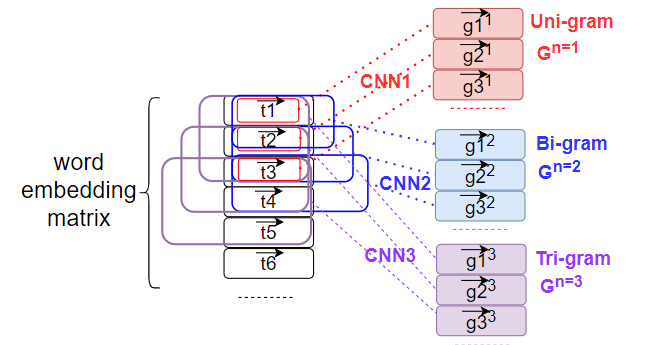 word
embedding
matrix
t1
t2
t3
t4
t5
t6
CNN1
CNN2
CNN3
g1¹
g2¹
g3¹
Uni-gram
Gⁿ⁼¹
g1²
g2²
g3²
Bi-gram
Gⁿ⁼²
g1³
g2³
g3³
Tri-gram
Gⁿ⁼³